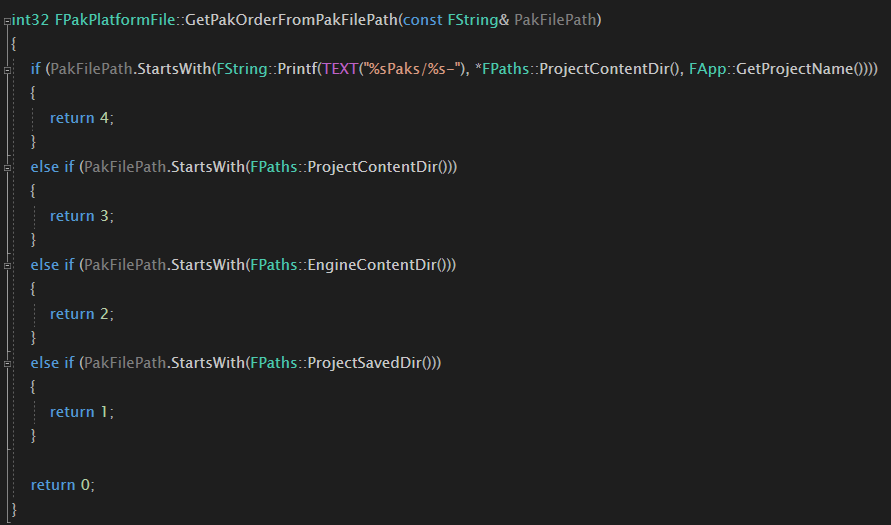 int32 FPakPlatformFile::GetPakOrderFromPakFilePath(const FString& PakFilePath)
{
if (PakFilePath.StartsWith(FString::Printf(TEXT("%sPaks/%s-"), *FPaths::ProjectContentDir(), FApp::GetProjectName())))
{
return 4;
}
else if (PakFilePath.StartsWith(FPaths::ProjectContentDir()))
{
return 3;
}
else if (PakFilePath.StartsWith(FPaths::EngineContentDir()))
{
return 2;
}
else if (PakFilePath.StartsWith(FPaths::ProjectSavedDir()))
{
return 1;
}
return 0;
}